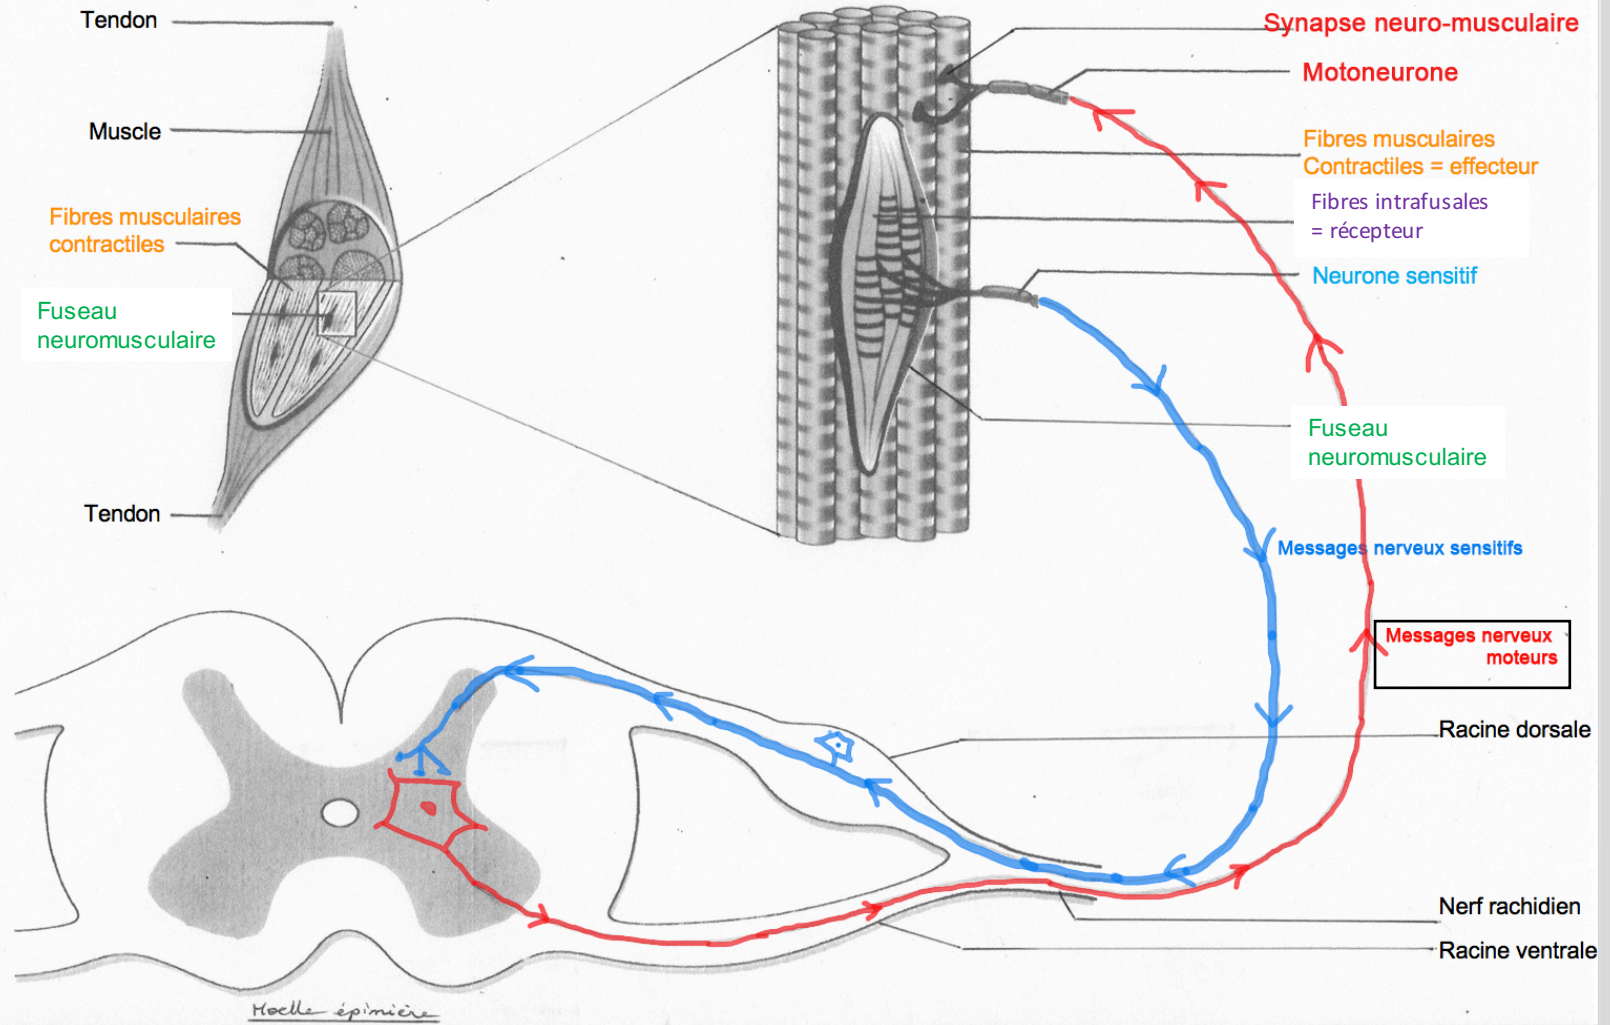 Tendon
Muscle
Fibres musculaires
contractiles
Fuseau
neuromusculaire
Tendon
Synapse neuro-musculaire
Motoneurone
Fibres musculaires
Contractiles = effecteur
Fibres intrafusales
= récepteur
Neurone sensitif
Fuseau
neuromusculaire
Messages nerveux sensitifs
Messages nerveux
moteurs
Racine dorsale
Nerf rachidien
Racine ventrale
Moelle épinière